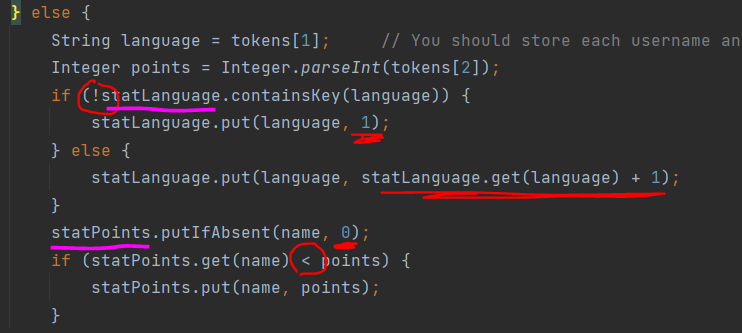 } else {
String language = tokens[1]; // You should store each username an
Integer points = Integer.parseInt(tokens[2]);
if (!statLanguage.containsKey(language)) {
statLanguage.put(language, 1);
} else {
statLanguage.put(language, statLanguage.get(language) + 1);
}
statPoints.putIfAbsent(name, 0);
if (statPoints.get(name) < points) {
statPoints.put(name, points);
}